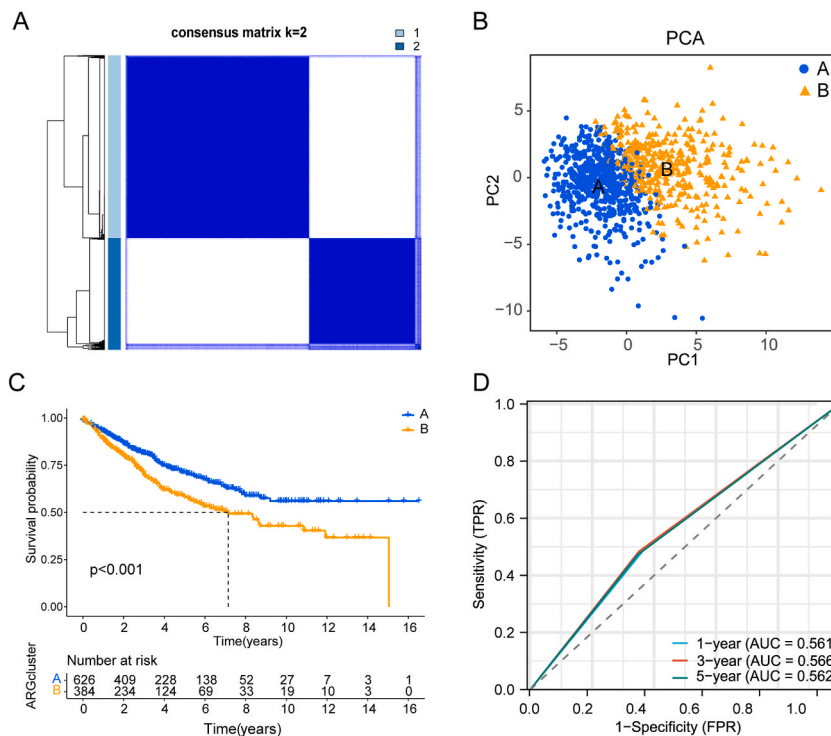 A
consensus matrix k=2
1
2
B
PCA
A
B
PC2
5
0
−5
−10
A
B
−5 0 5 10
PC1
C
A
B
Survival probability
1.00
0.75
0.50
0.25
0.00
p<0.001
0 2 4 6 8 10 12 14 16
Time(years)
ARGcluster
Number at risk
A 626 409 228 138 52 27 7 3 1
B 384 234 124 69 33 19 10 3 0
0 2 4 6 8 10 12 14 16
Time(years)
D
Sensitivity (TPR)
1.0
0.8
0.6
0.4
0.2
0.0
1−year (AUC = 0.561
3−year (AUC = 0.566
5−year (AUC = 0.562
0.0 0.2 0.4 0.6 0.8 1.0
1-Specificity (FPR)